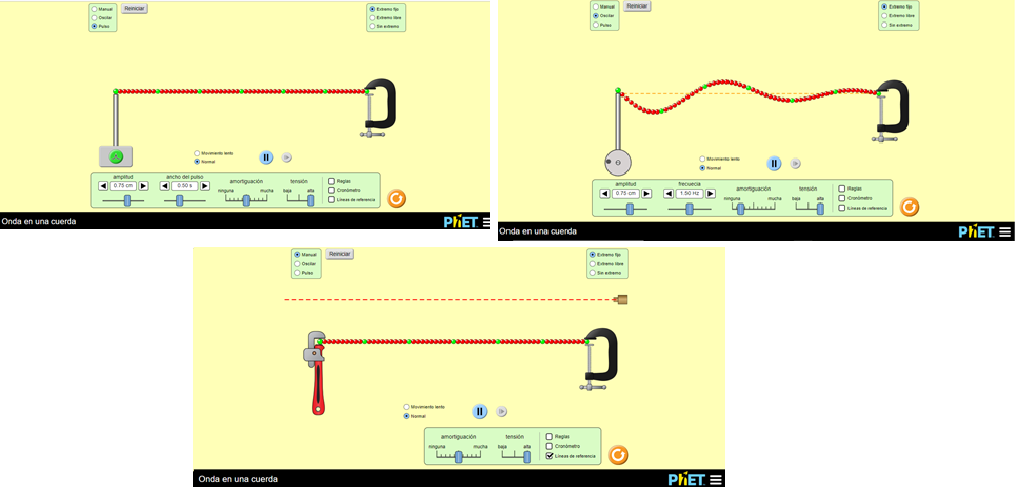 Manual
Oscilar
Pulso
Reiniciar
Extremo fijo
Extremo libre
Sin extremo
Movimiento lento
Normal
amplitud
0.75 cm
ancho del pulso
0.50 s
amortiguación
ninguna mucha
tensión
baja alta
Reglas
Cronómetro
Líneas de referencia
Onda en una cuerda
PhET
Manual
Oscilar
Pulso
Reiniciar
Extremo fijo
Extremo libre
Sin extremo
Movimiento lento
Normal
amplitud
0.75 cm
frecuecia
1.50 Hz
amortiguación
ninguna mucha
tensión
baja alta
Reglas
Cronómetro
Líneas de referencia
Onda en una cuerda
PhET
Manual
Oscilar
Pulso
Reiniciar
Extremo fijo
Extremo libre
Sin extremo
Movimiento lento
Normal
amortiguación
ninguna mucha
tensión
baja alta
Reglas
Cronómetro
Líneas de referencia
Onda en una cuerda
PhET